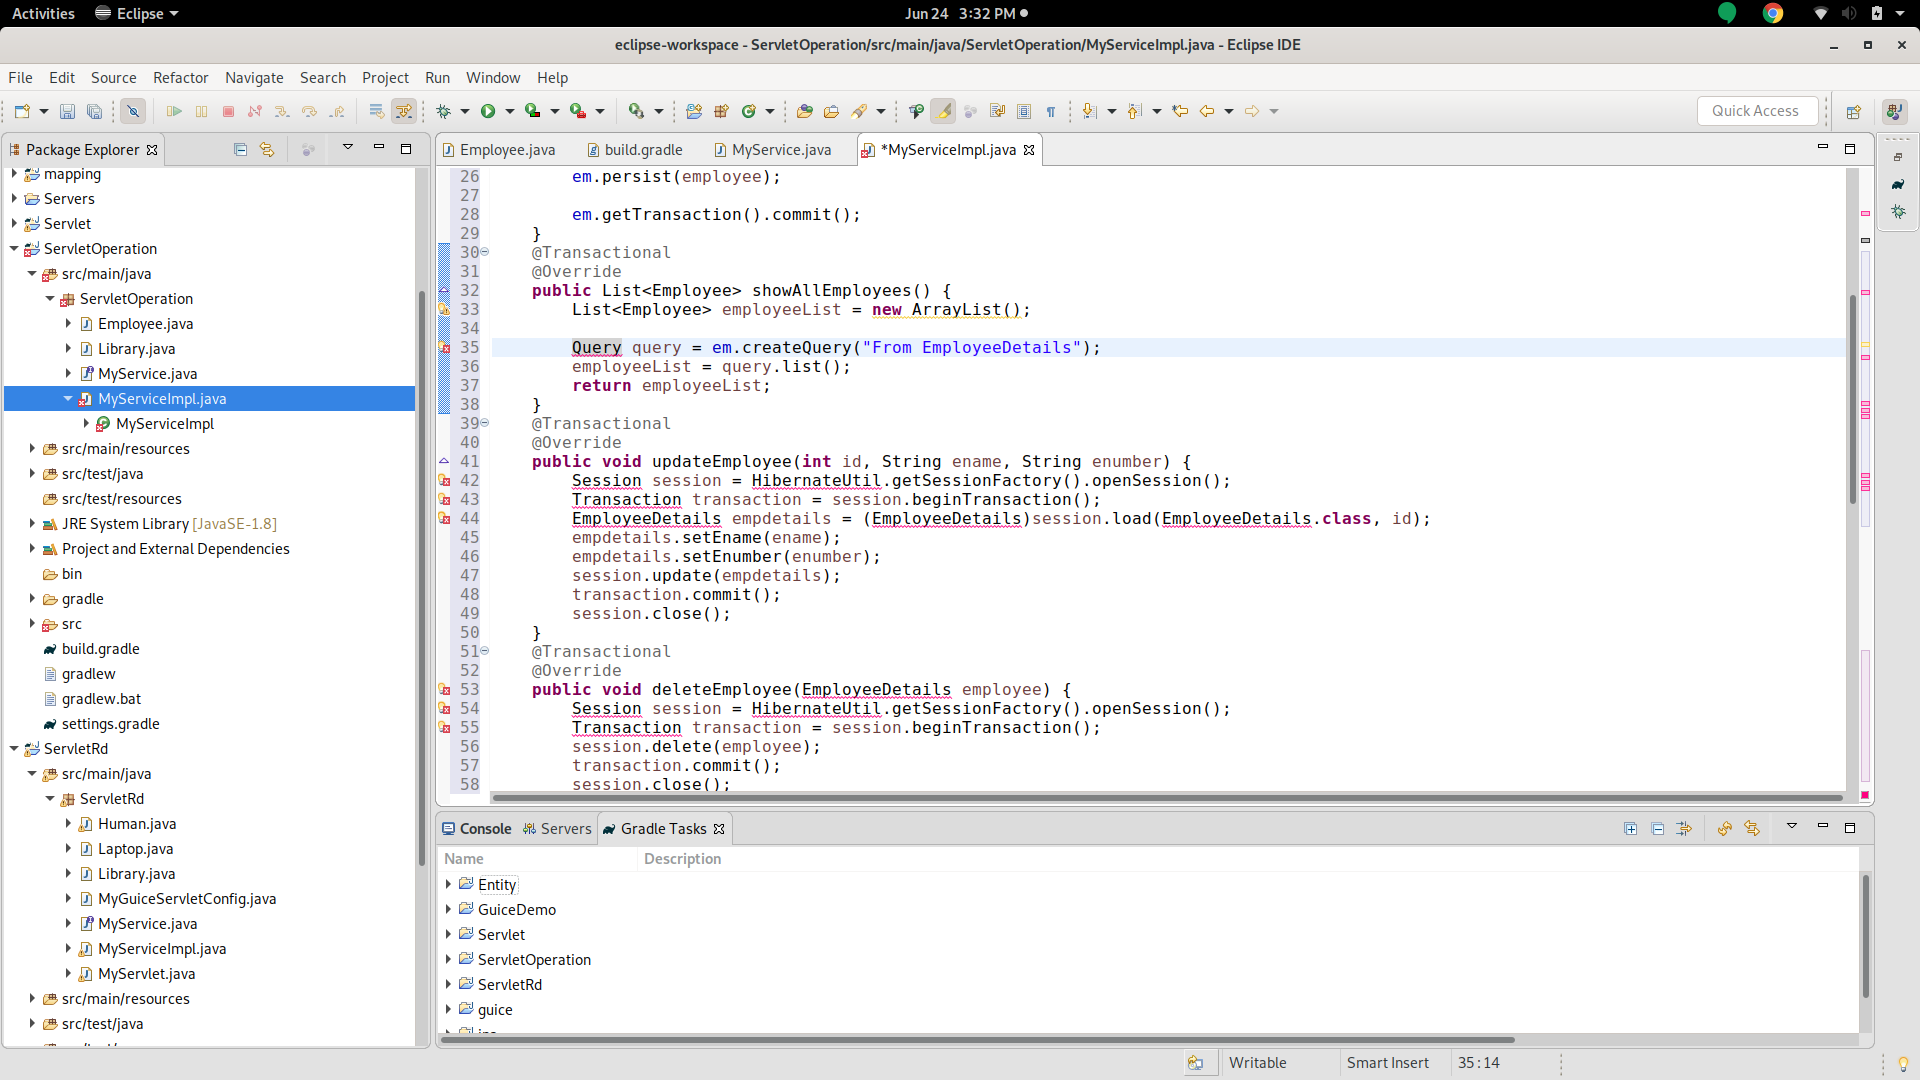 Activities Eclipse Jun 24 3:32 PM
eclipse-workspace - ServletOperation/src/main/java/ServletOperation/MyServiceImpl.java - Eclipse IDE
File Edit Source Refactor Navigate Search Project Run Window Help
Quick Access
Package Explorer
mapping
Servers
Servlet
ServletOperation
src/main/java
ServletOperation
Employee.java
Library.java
MyService.java
MyServiceImpl.java
MyServiceImpl
src/main/resources
src/test/java
src/test/resources
JRE System Library [JavaSE-1.8]
Project and External Dependencies
bin
gradle
src
build.gradle
gradlew
gradlew.bat
settings.gradle
ServletRd
src/main/java
ServletRd
Human.java
Laptop.java
Library.java
MyGuiceServletConfig.java
MyService.java
MyServiceImpl.java
MyServlet.java
src/main/resources
src/test/java
Employee.java build.gradle MyService.java *MyServiceImpl.java
26 em.persist(employee);
27
28 em.getTransaction().commit();
29 }
30 @Transactional
31 @Override
32 public List<Employee> showAllEmployees() {
33 List<Employee> employeeList = new ArrayList();
34
35 Query query = em.createQuery("From EmployeeDetails");
36 employeeList = query.list();
37 return employeeList;
38 }
39 @Transactional
40 @Override
41 public void updateEmployee(int id, String ename, String enumber) {
42 Session session = HibernateUtil.getSessionFactory().openSession();
43 Transaction transaction = session.beginTransaction();
44 EmployeeDetails empdetails = (EmployeeDetails)session.load(EmployeeDetails.class, id);
45 empdetails.setEname(ename);
46 empdetails.setEnumber(enumber);
47 session.update(empdetails);
48 transaction.commit();
49 session.close();
50 }
51 @Transactional
52 @Override
53 public void deleteEmployee(EmployeeDetails employee) {
54 Session session = HibernateUtil.getSessionFactory().openSession();
55 Transaction transaction = session.beginTransaction();
56 session.delete(employee);
57 transaction.commit();
58 session.close();
Console Servers Gradle Tasks
Name Description
Entity
GuiceDemo
Servlet
ServletOperation
ServletRd
guice
Writable Smart Insert 35 : 14